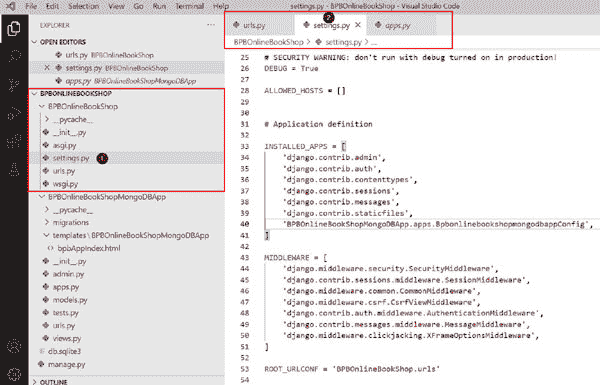 settings.py - BPBOnlineBookShop - Visual Studio Code
EXPLORER
OPEN EDITORS
urls.py BPBOnlineBookShop
settings.py BPBOnlineBookShop
apps.py BPBOnlineBookShopMongoDBApp
BPBONLINEBOOKSHOP
BPBOnlineBookShop
__pycache__
__init__.py
asgi.py
settings.py 1
urls.py
wsgi.py
BPBOnlineBookShopMongoDBApp
__pycache__
migrations
templates\BPBOnlineBookShopMongoDBApp
bpbAppIndex.html
__init__.py
admin.py
apps.py
models.py
tests.py
urls.py
views.py
db.sqlite3
manage.py
OUTLINE
2
urls.py settings.py apps.py
BPBOnlineBookShop > settings.py > ...
25 # SECURITY WARNING: don't run with debug turned on in production!
26 DEBUG = True
27
28 ALLOWED_HOSTS = []
29
30
31 # Application definition
32
33 INSTALLED_APPS = [
34 'django.contrib.admin',
35 'django.contrib.auth',
36 'django.contrib.contenttypes',
37 'django.contrib.sessions',
38 'django.contrib.messages',
39 'django.contrib.staticfiles',
40 'BPBOnlineBookShopMongoDBApp.apps.BpbonlinebookshopmongodbappConfig',
41 ]
42
43 MIDDLEWARE = [
44 'django.middleware.security.SecurityMiddleware',
45 'django.contrib.sessions.middleware.SessionMiddleware',
46 'django.middleware.common.CommonMiddleware',
47 'django.middleware.csrf.CsrfViewMiddleware',
48 'django.contrib.auth.middleware.AuthenticationMiddleware',
49 'django.contrib.messages.middleware.MessageMiddleware',
50 'django.middleware.clickjacking.XFrameOptionsMiddleware',
51 ]
52
53 ROOT_URLCONF = 'BPBOnlineBookShop.urls'
54